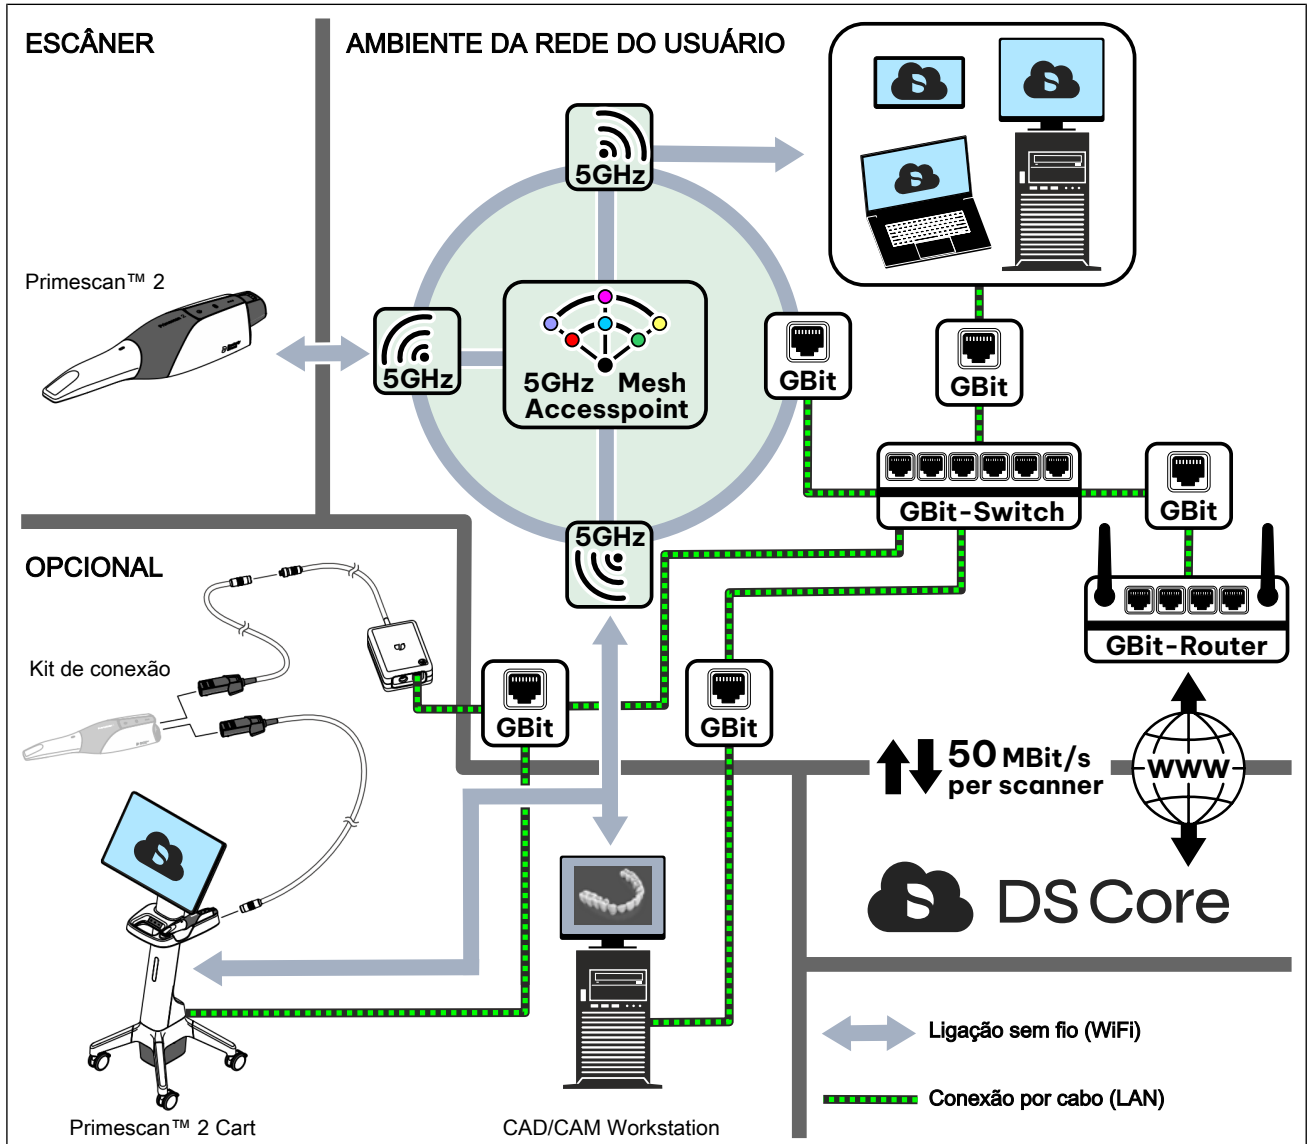 ESCÂNER
AMBIENTE DA REDE DO USUÁRIO
5GHz
Primescan™ 2
5GHz
5GHz Mesh
Accesspoint
GBit
GBit
GBit-Switch
GBit
5GHz
OPCIONAL
GBit-Router
Kit de conexão
GBit
GBit
50 MBit/s
per scanner
WWW
DS Core
Ligação sem fio (WiFi)
Conexão por cabo (LAN)
Primescan™ 2 Cart
CAD/CAM Workstation